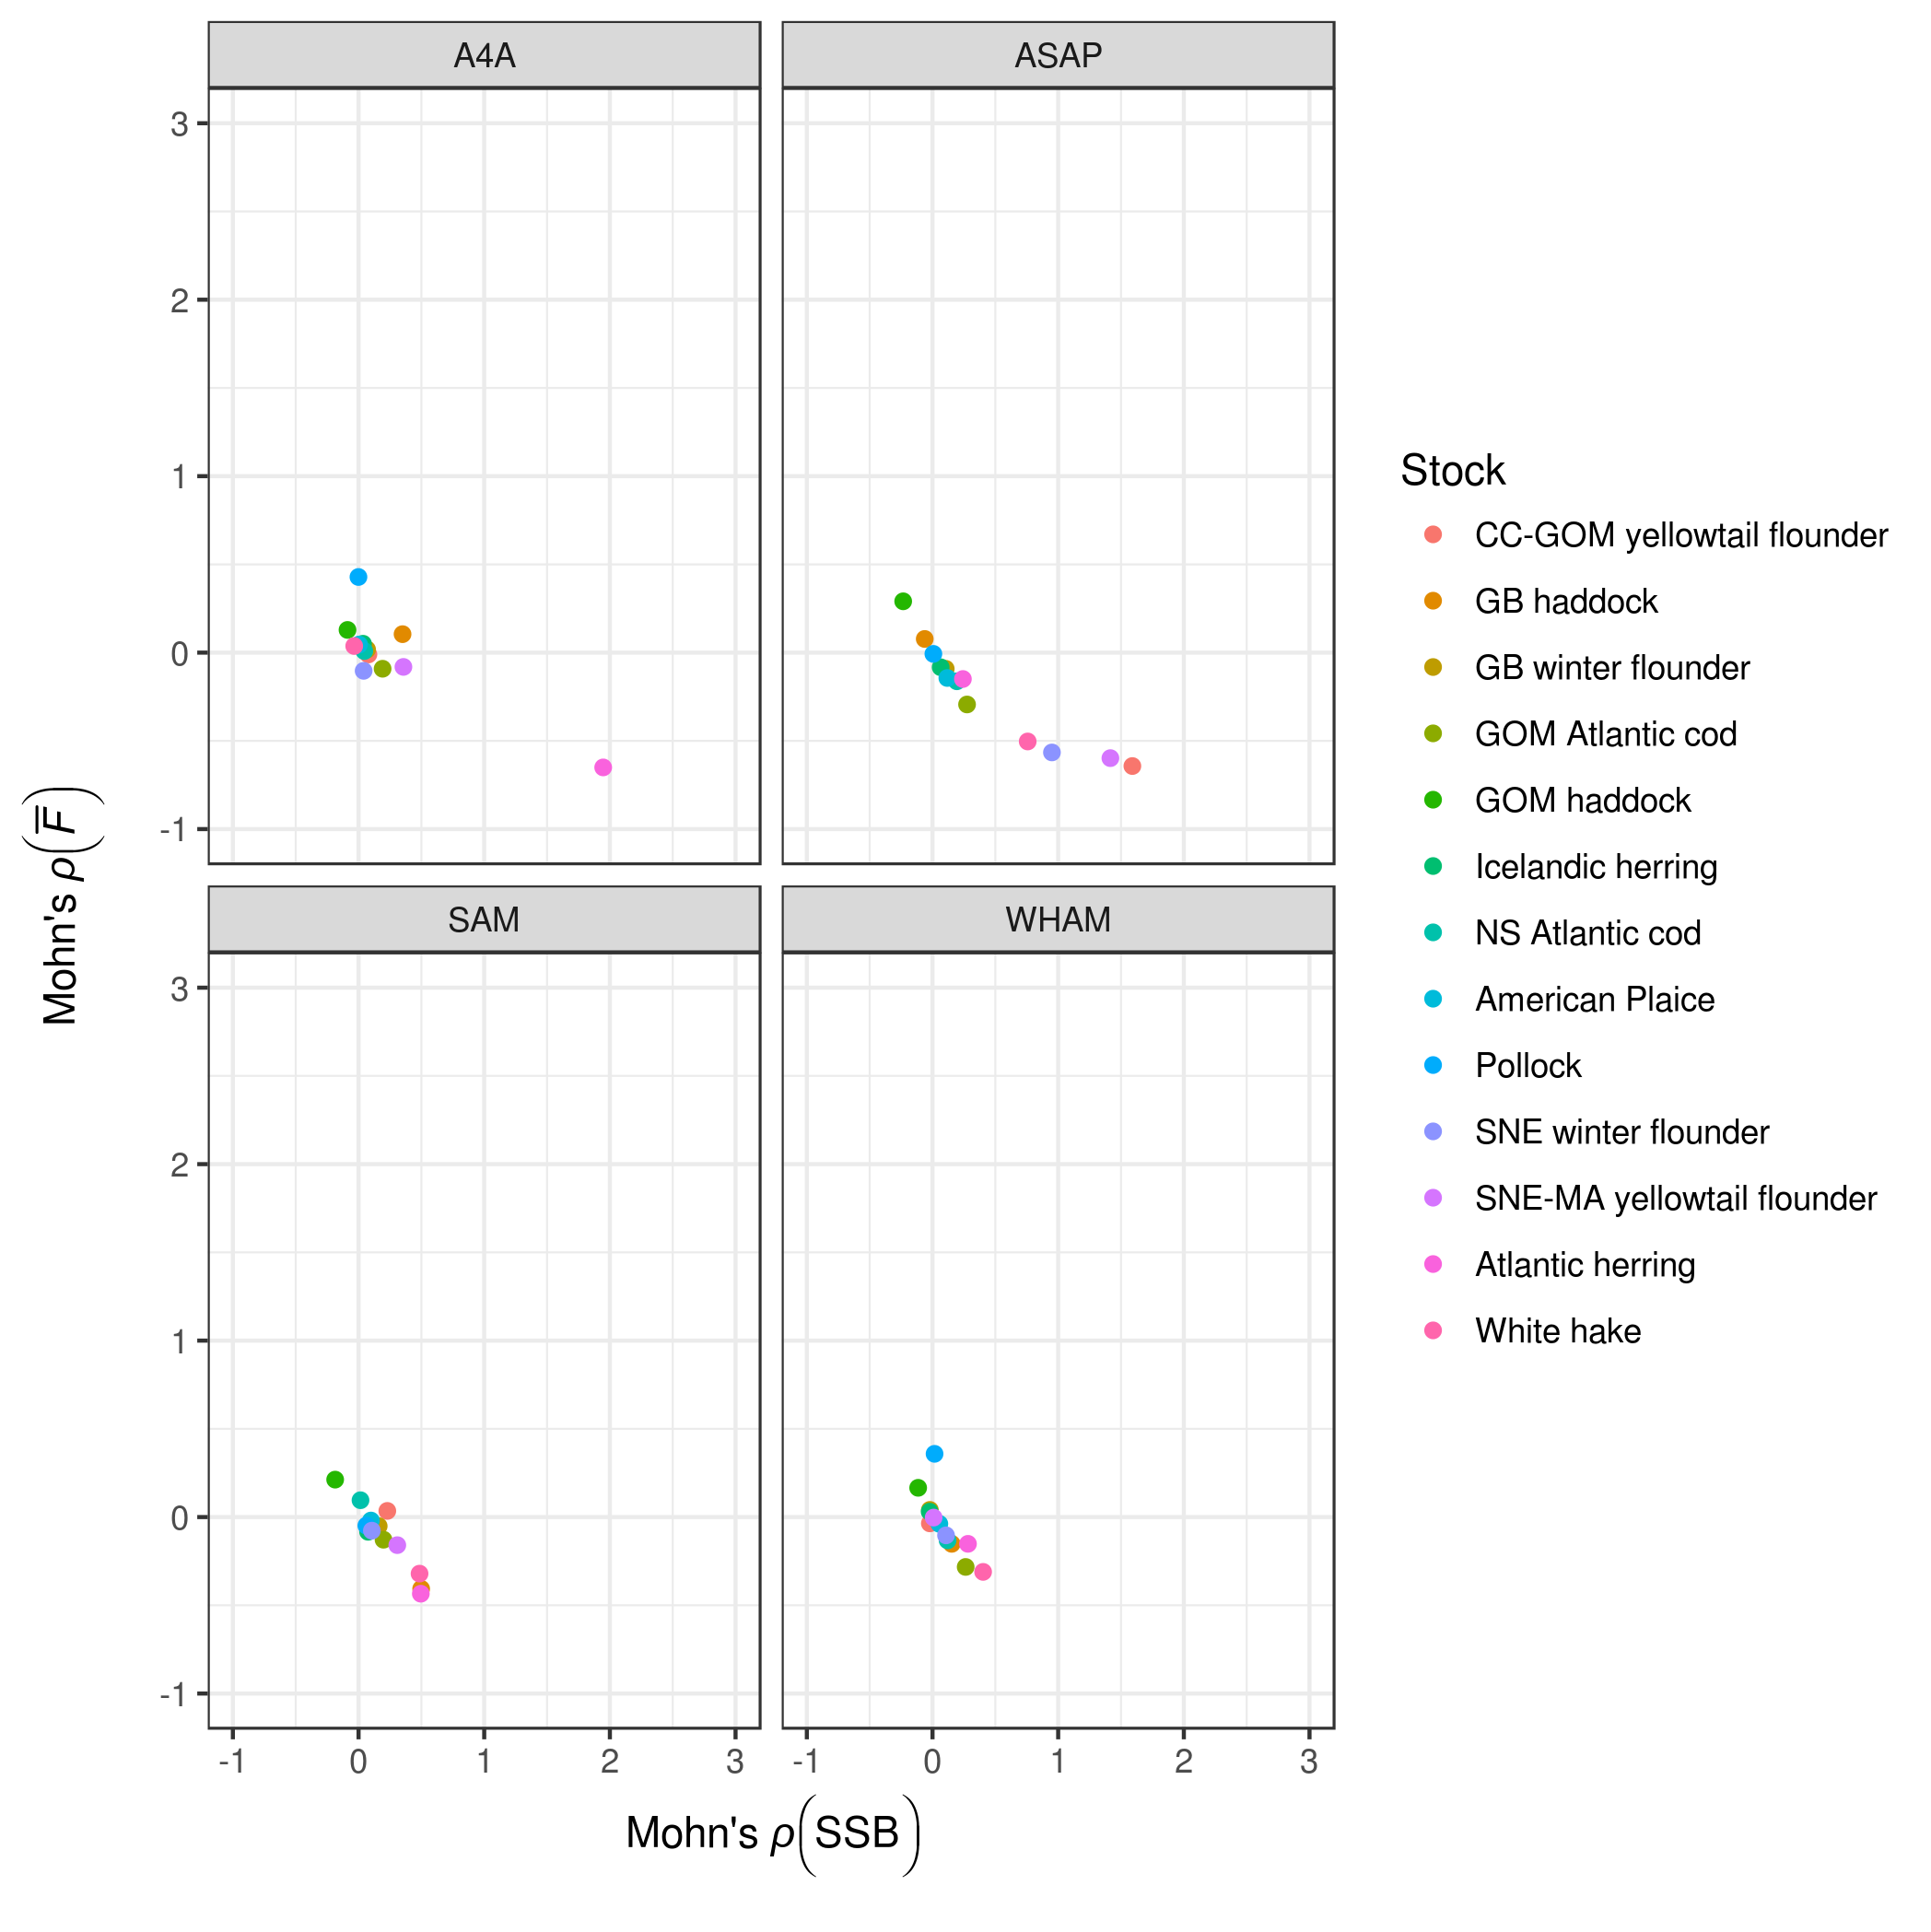 A4A
ASAP
3
2
1
0
-1
SAM
WHAM
3
2
1
0
-1
-1 0 1 2 3
-1 0 1 2 3
Mohn's ρ(SSB)
Mohn's ρ(F̅)
Stock
CC-GOM yellowtail flounder
GB haddock
GB winter flounder
GOM Atlantic cod
GOM haddock
Icelandic herring
NS Atlantic cod
American Plaice
Pollock
SNE winter flounder
SNE-MA yellowtail flounder
Atlantic herring
White hake